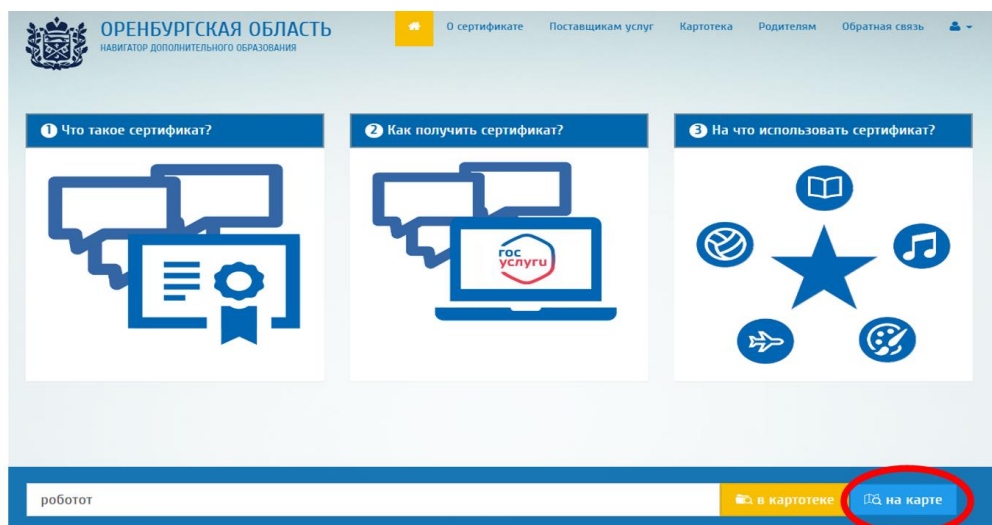 ОРЕНБУРГСКАЯ ОБЛАСТЬ
НАВИГАТОР ДОПОЛНИТЕЛЬНОГО ОБРАЗОВАНИЯ
О сертификате Поставщикам услуг Картотека Родителям Обратная связь
1 Что такое сертификат?
2 Как получить сертификат?
3 На что использовать сертификат?
гос
услуги
роботот
в картотеке
на карте